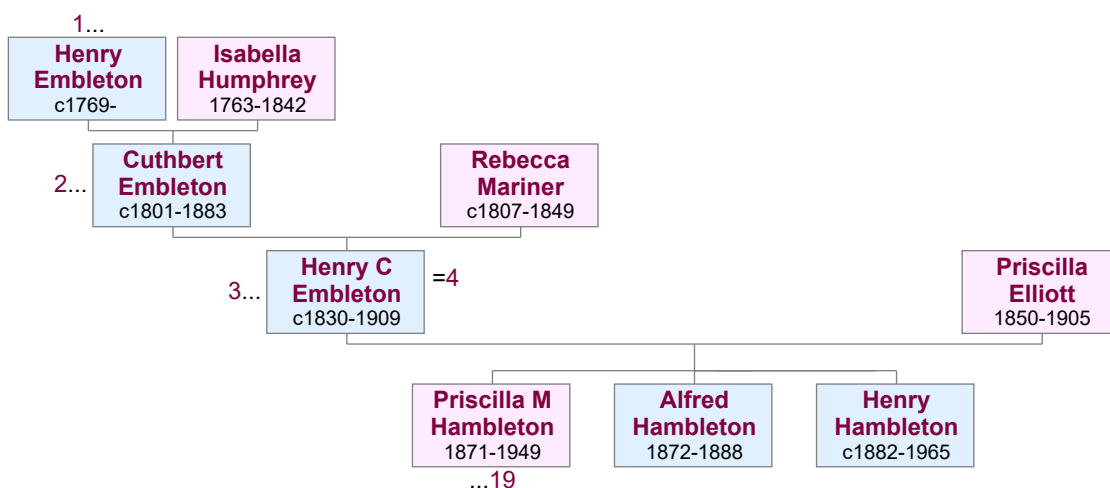 1...
Henry
Embleton
c1769-
Isabella
Humphrey
1763-1842
2...
Cuthbert
Embleton
c1801-1883
Rebecca
Mariner
c1807-1849
3...
Henry C
Embleton
c1830-1909
=4
Priscilla
Elliott
1850-1905
Priscilla M
Hambleton
1871-1949
...19
Alfred
Hambleton
1872-1888
Henry
Hambleton
c1882-1965